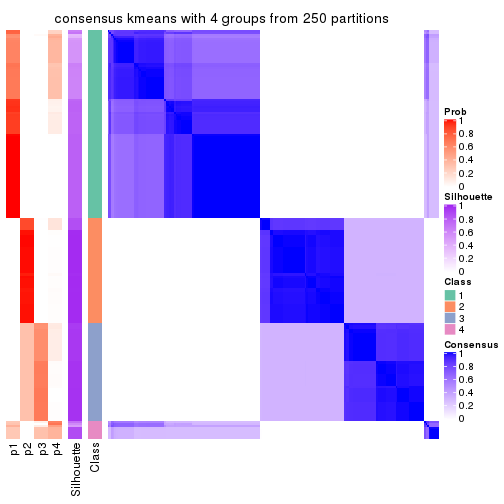 consensus kmeans with 4 groups from 250 partitions
Prob
1
0.8
0.6
0.4
0.2
0
Silhouette
1
0.8
0.6
0.4
0.2
0
Class
1
2
3
4
Consensus
1
0.8
0.6
0.4
0.2
0
p1
p2
p3
p4
Silhouette
Class